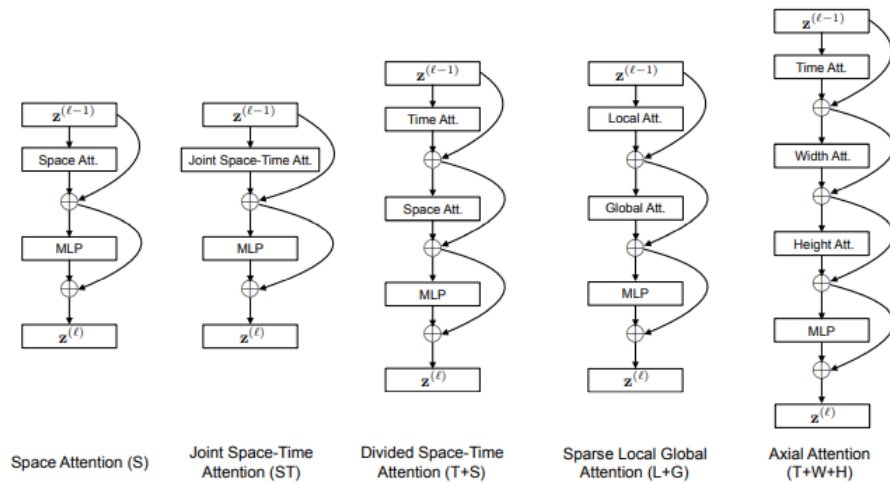 z^(ℓ−1)
Space Att.
MLP
z^(ℓ)
Space Attention (S)
z^(ℓ−1)
Joint Space-Time Att.
MLP
z^(ℓ)
Joint Space-Time
Attention (ST)
z^(ℓ−1)
Time Att.
Space Att.
MLP
z^(ℓ)
Divided Space-Time
Attention (T+S)
z^(ℓ−1)
Local Att.
Global Att.
MLP
z^(ℓ)
Sparse Local Global
Attention (L+G)
z^(ℓ−1)
Time Att.
Width Att.
Height Att.
MLP
z^(ℓ)
Axial Attention
(T+W+H)